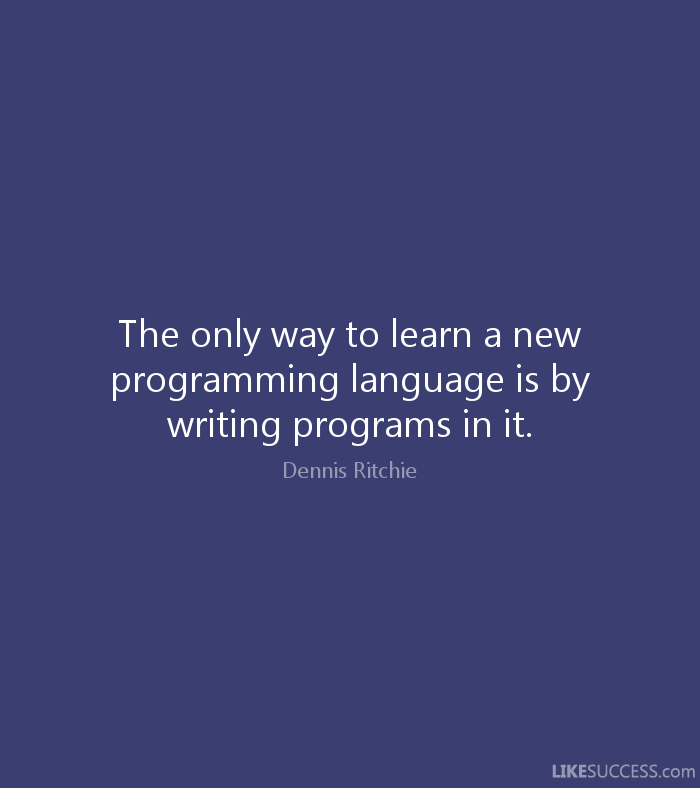 The only way to learn a new
programming language is by
writing programs in it.
Dennis Ritchie
LIKESUCCESS.com